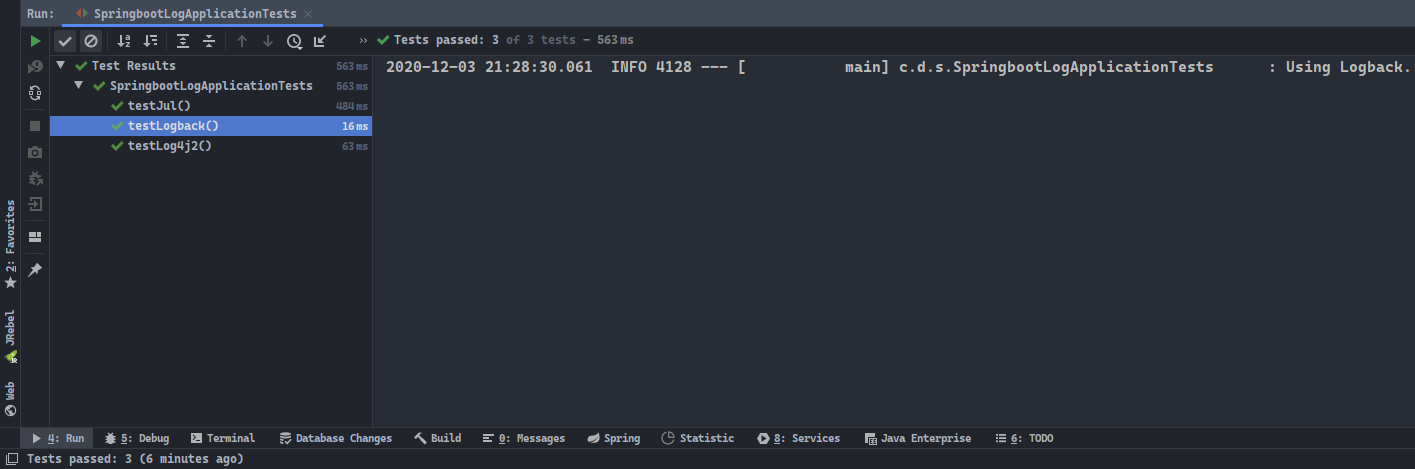 Run: SpringbootLogApplicationTests
Tests passed: 3 of 3 tests – 563 ms
Test Results 563 ms
SpringbootLogApplicationTests 563 ms
testJul() 484 ms
testLogback() 16 ms
testLog4j2() 63 ms
2020-12-03 21:28:30.061  INFO 4128 --- [           main] c.d.s.SpringbootLogApplicationTests      : Using Logback.
2: Favorites
JRebel
Web
4: Run 5: Debug Terminal Database Changes Build 0: Messages Spring Statistic 8: Services Java Enterprise 6: TODO
Tests passed: 3 (6 minutes ago)